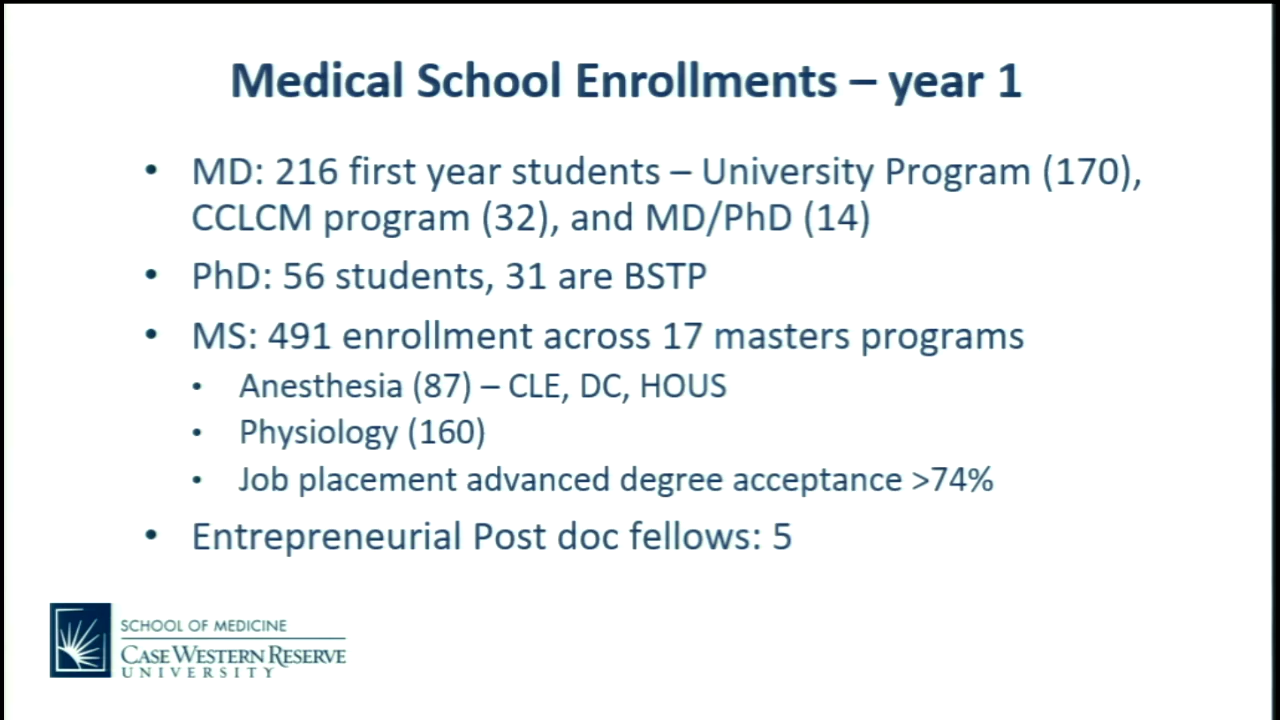 Medical School Enrollments – year 1
• MD: 216 first year students – University Program (170),
CCLCM program (32), and MD/PhD (14)
• PhD: 56 students, 31 are BSTP
• MS: 491 enrollment across 17 masters programs
• Anesthesia (87) – CLE, DC, HOUS
• Physiology (160)
• Job placement advanced degree acceptance >74%
• Entrepreneurial Post doc fellows: 5
SCHOOL OF MEDICINE
CASE WESTERN RESERVE
UNIVERSITY